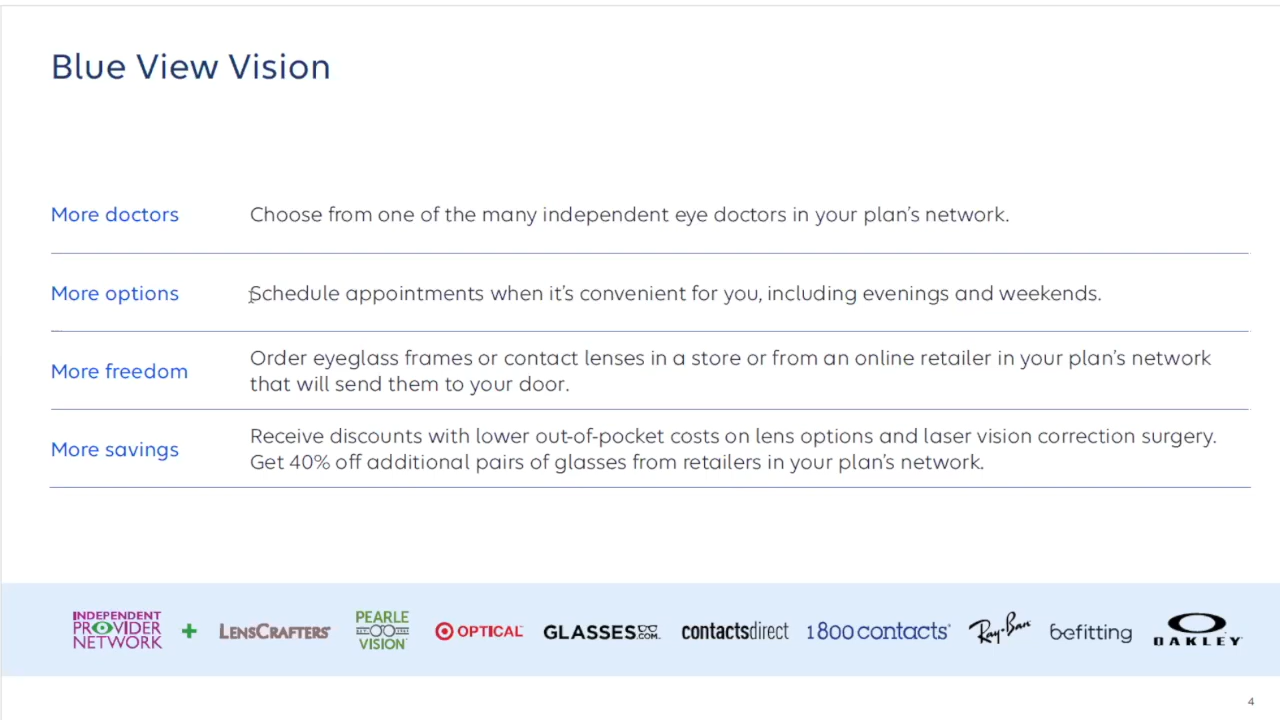 Blue View Vision
More doctors
Choose from one of the many independent eye doctors in your plan's network.
More options
Schedule appointments when it's convenient for you, including evenings and weekends.
More freedom
Order eyeglass frames or contact lenses in a store or from an online retailer in your plan's network
that will send them to your door.
More savings
Receive discounts with lower out-of-pocket costs on lens options and laser vision correction surgery.
Get 40% off additional pairs of glasses from retailers in your plan's network.
INDEPENDENT
PROVIDER
NETWORK
+
LENSCRAFTERS
PEARLE
VISION
OPTICAL
GLASSES.COM
contactsdirect
1800contacts
Ray-Ban
befitting
OAKLEY
4